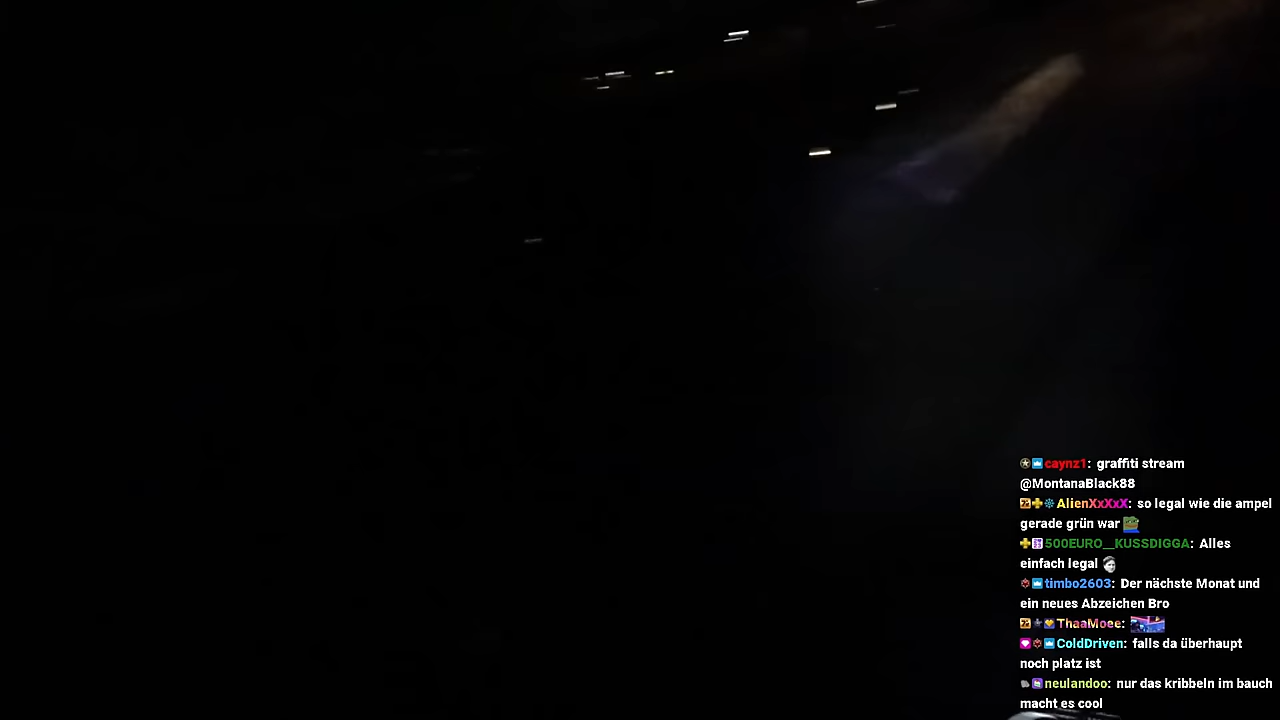 caynz1: graffiti stream
@MontanaBlack88
AlienXxXxX: so legal wie die ampel
gerade grün war
500EURO__KUSSDIGGA: Alles
einfach legal
timbo2603: Der nächste Monat und
ein neues Abzeichen Bro
ThaaMoee:
ColdDriven: falls da überhaupt
noch platz ist
neulandoo: nur das kribbeln im bauch
macht es cool